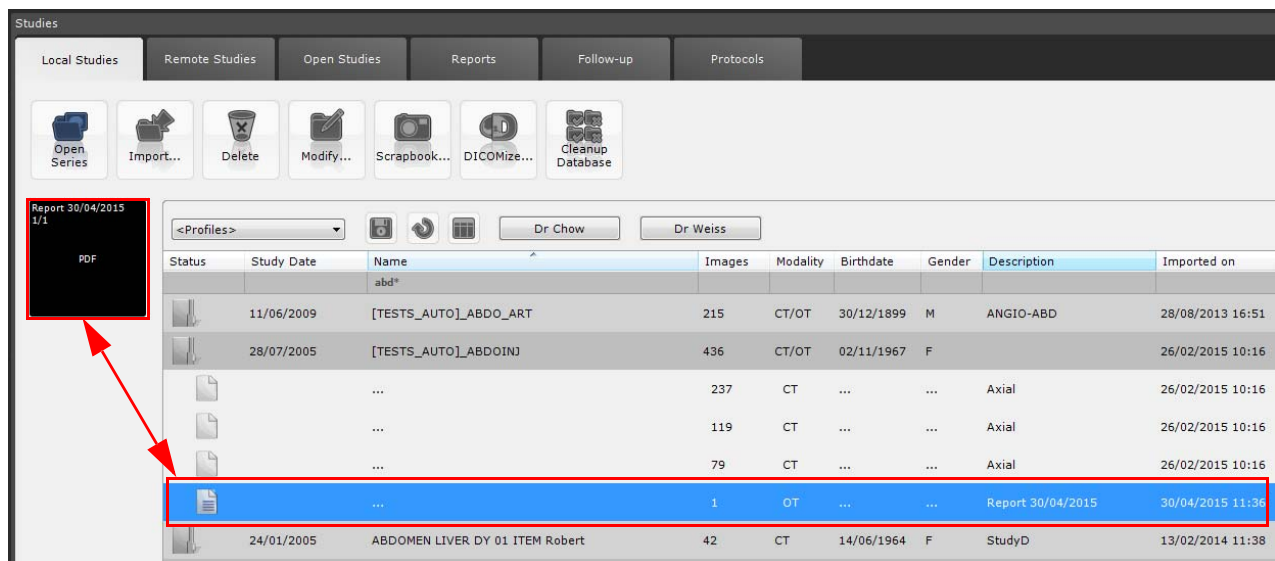 Studies
Local Studies Remote Studies Open Studies Reports Follow-up Protocols
Open Series Import... Delete Modify... Scrapbook... DICOMize... Cleanup Database
Report 30/04/2015
1/1
PDF
<Profiles> Dr Chow Dr Weiss
Status Study Date Name Images Modality Birthdate Gender Description Imported on
abd*
11/06/2009 [TESTS_AUTO]_ABDO_ART 215 CT/OT 30/12/1899 M ANGIO-ABD 28/08/2013 16:51
28/07/2005 [TESTS_AUTO]_ABDOINJ 436 CT/OT 02/11/1967 F 26/02/2015 10:16
... 237 CT ... ... Axial 26/02/2015 10:16
... 119 CT ... ... Axial 26/02/2015 10:16
... 79 CT ... ... Axial 26/02/2015 10:16
... 1 OT ... ... Report 30/04/2015 30/04/2015 11:36
24/01/2005 ABDOMEN LIVER DY 01 ITEM Robert 42 CT 14/06/1964 F StudyD 13/02/2014 11:38